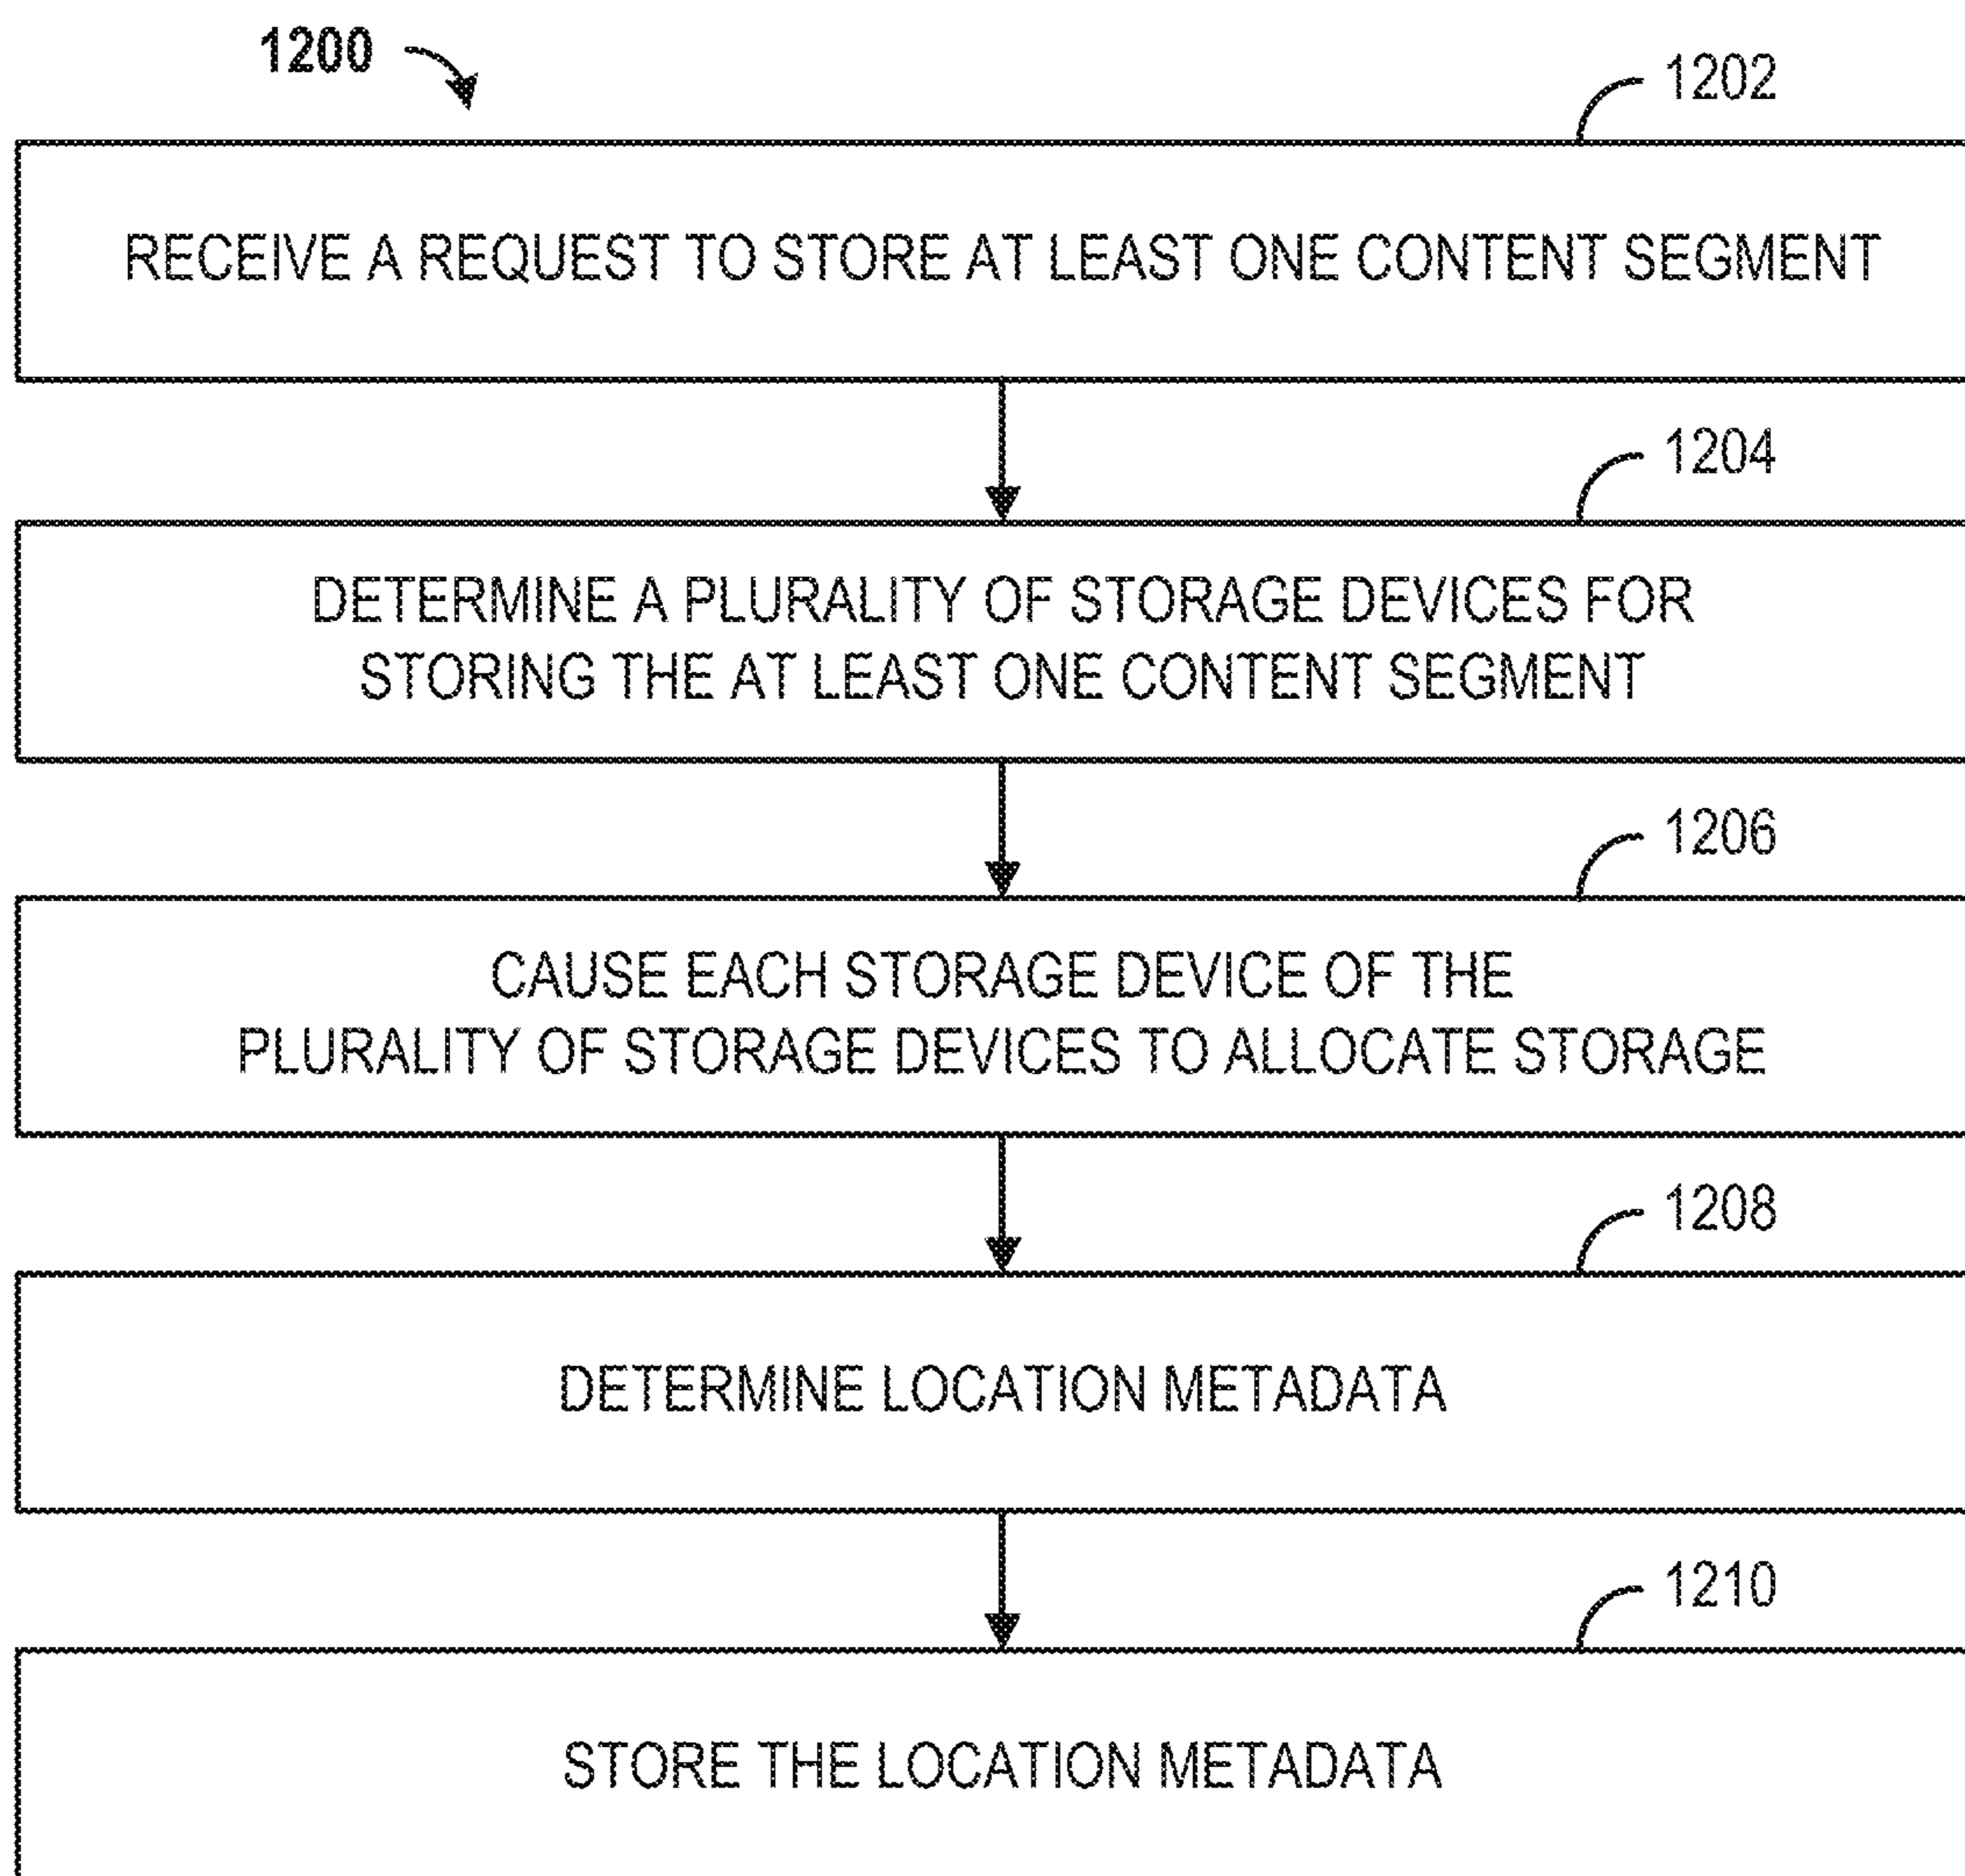 1200
1202
RECEIVE A REQUEST TO STORE AT LEAST ONE CONTENT SEGMENT
1204
DETERMINE A PLURALITY OF STORAGE DEVICES FOR
STORING THE AT LEAST ONE CONTENT SEGMENT
1206
CAUSE EACH STORAGE DEVICE OF THE
PLURALITY OF STORAGE DEVICES TO ALLOCATE STORAGE
1208
DETERMINE LOCATION METADATA
1210
STORE THE LOCATION METADATA